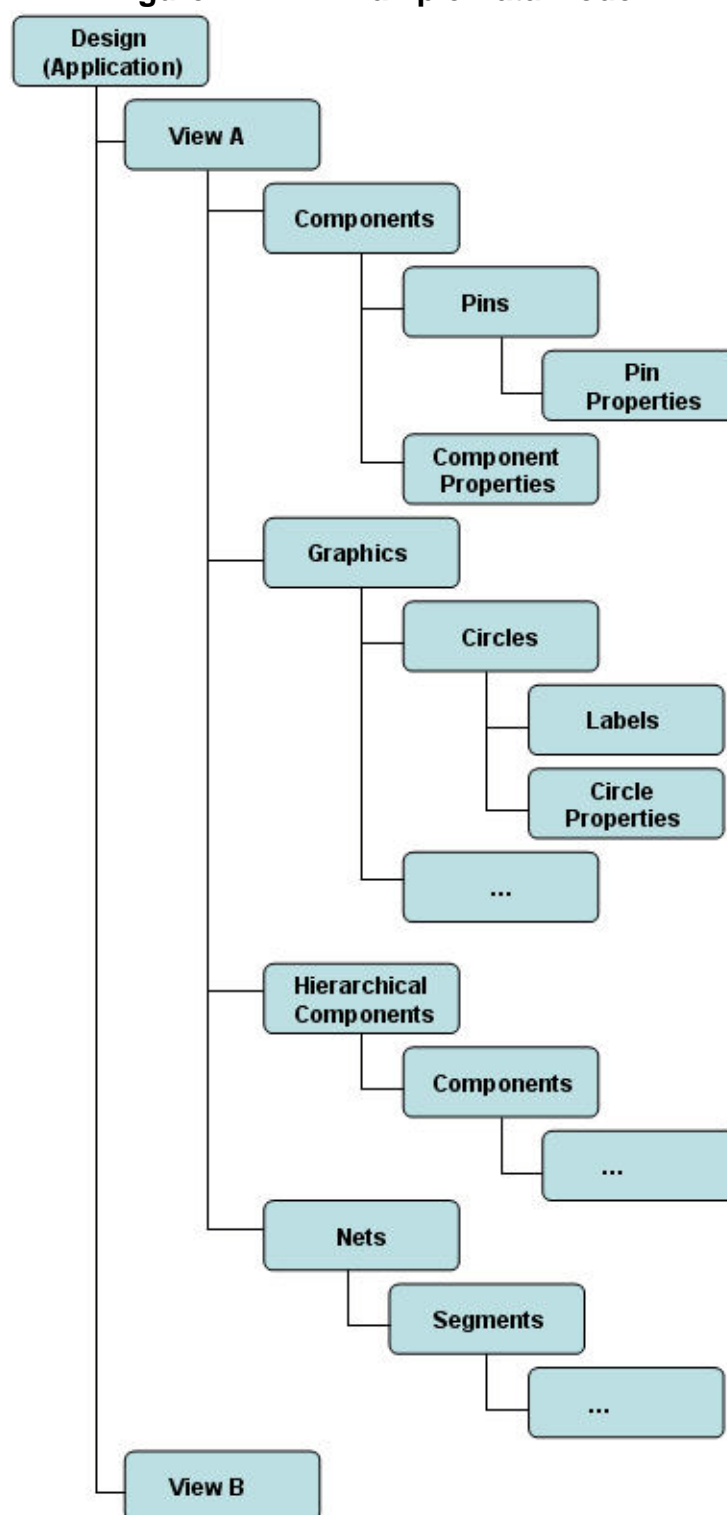 Design
(Application)
View A
Components
Pins
Pin
Properties
Component
Properties
Graphics
Circles
Labels
Circle
Properties
...
Hierarchical
Components
Components
...
Nets
Segments
...
View B